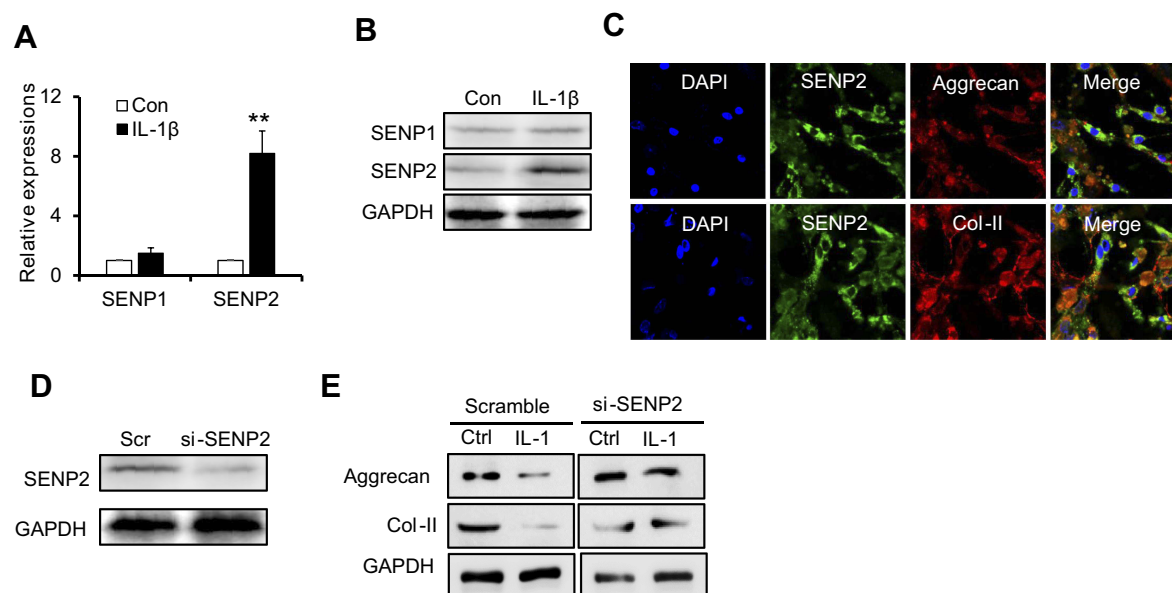 A
Relative expressions
12
8
4
0
Con
IL-1β
**
SENP1 SENP2
B
Con IL-1β
SENP1
SENP2
GAPDH
C
DAPI SENP2 Aggrecan Merge
DAPI SENP2 Col-II Merge
D
Scr si-SENP2
SENP2
GAPDH
E
Scramble si-SENP2
Ctrl IL-1 Ctrl IL-1
Aggrecan
Col-II
GAPDH